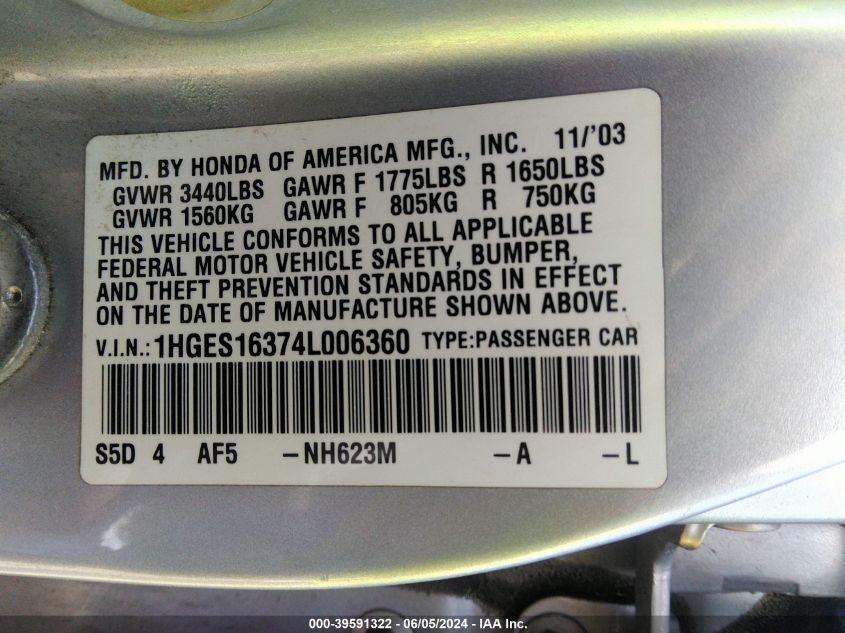 MFD. BY HONDA OF AMERICA MFG., INC. 11/'03
GVWR 3440LBS GAWR F 1775LBS R 1650LBS
GVWR 1560KG GAWR F 805KG R 750KG
THIS VEHICLE CONFORMS TO ALL APPLICABLE
FEDERAL MOTOR VEHICLE SAFETY, BUMPER,
AND THEFT PREVENTION STANDARDS IN EFFECT
ON THE DATE OF MANUFACTURE SHOWN ABOVE.
V.I.N.: 1HGES16374L006360 TYPE:PASSENGER CAR
S5D 4 AF5 -NH623M -A -L
000-39591322 - 06/05/2024 - IAA Inc.